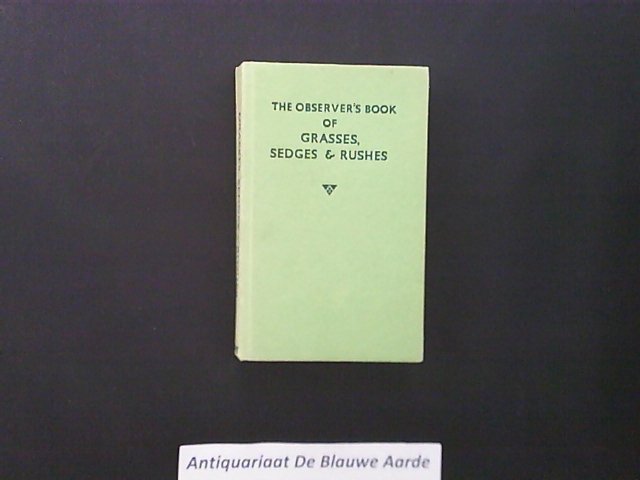 THE OBSERVER'S BOOK
OF
GRASSES,
SEDGES & RUSHES
Antiquariaat De Blauwe Aarde